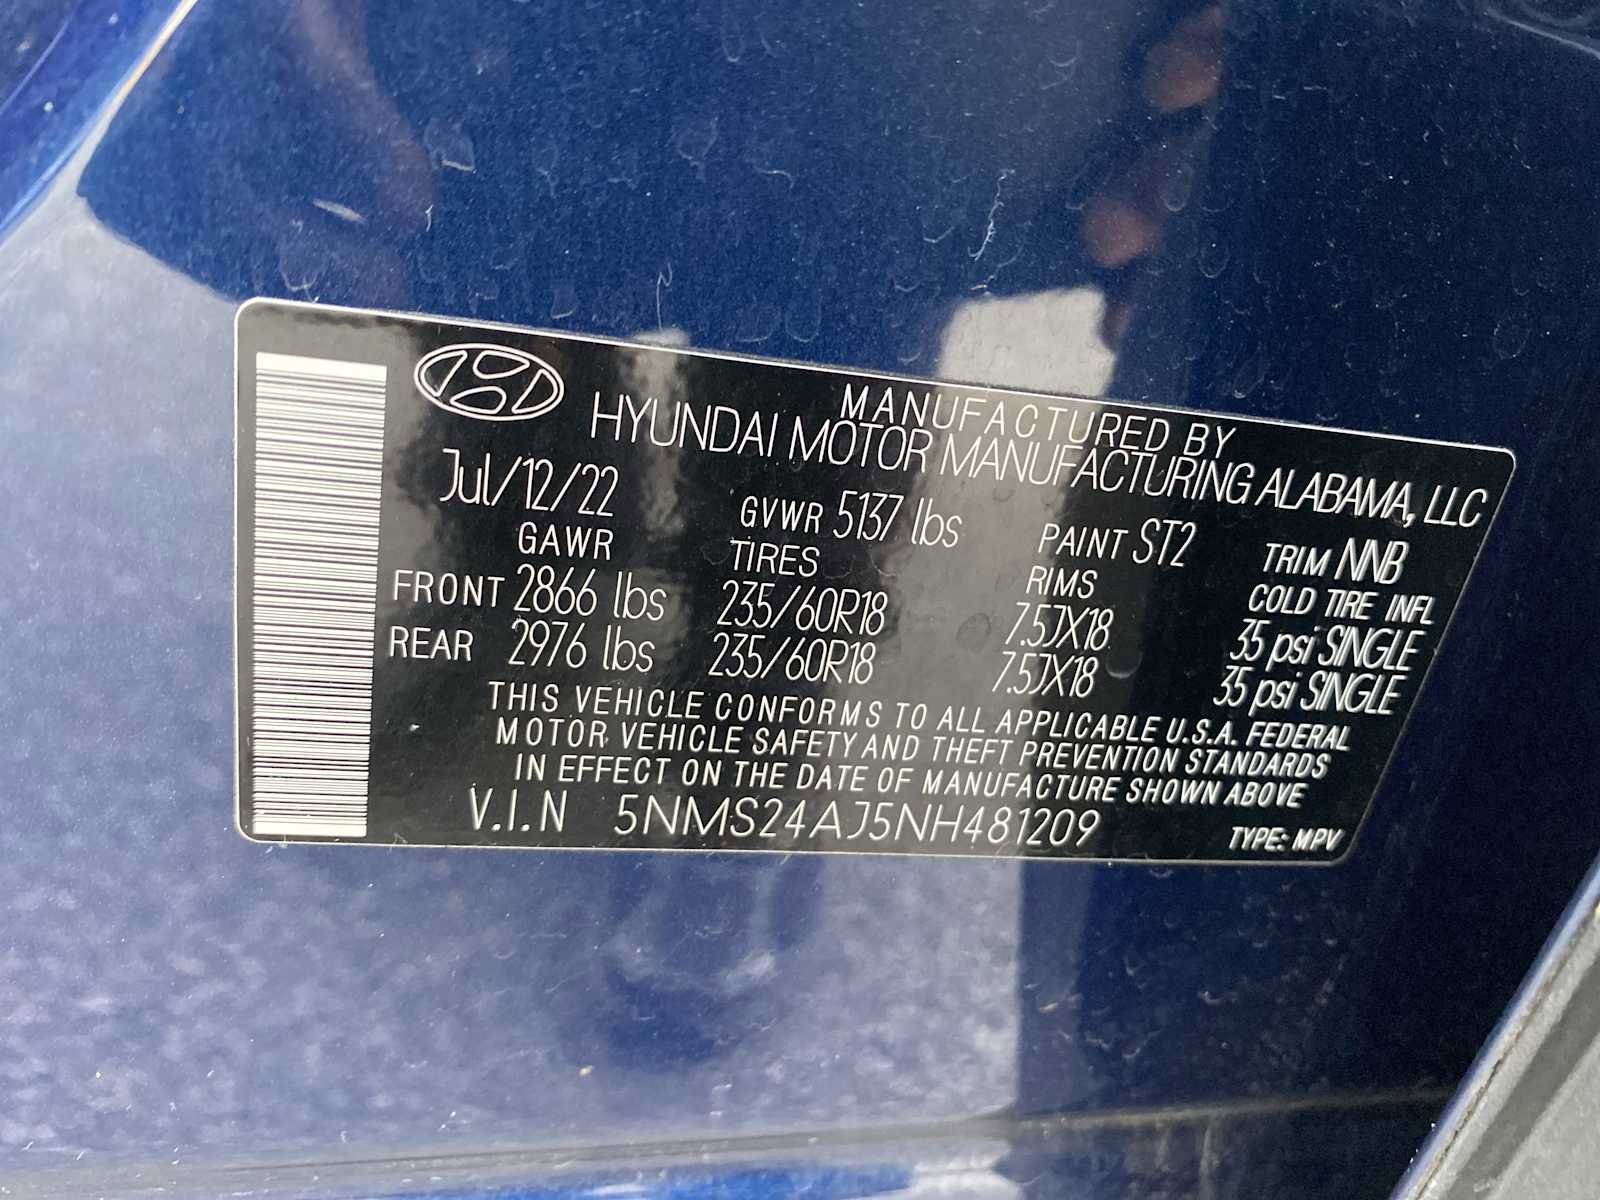 MANUFACTURED BY
HYUNDAI MOTOR MANUFACTURING ALABAMA, LLC
Jul/12/22 GVWR 5137 lbs PAINT ST2 TRIM NNB
GAWR TIRES RIMS COLD TIRE INFL
FRONT 2866 lbs 235/60R18 7.5JX18 35 psi SINGLE
REAR 2976 lbs 235/60R18 7.5JX18 35 psi SINGLE
THIS VEHICLE CONFORMS TO ALL APPLICABLE U.S.A. FEDERAL
MOTOR VEHICLE SAFETY AND THEFT PREVENTION STANDARDS
IN EFFECT ON THE DATE OF MANUFACTURE SHOWN ABOVE
V.I.N 5NMS24AJ5NH481209 TYPE: MPV